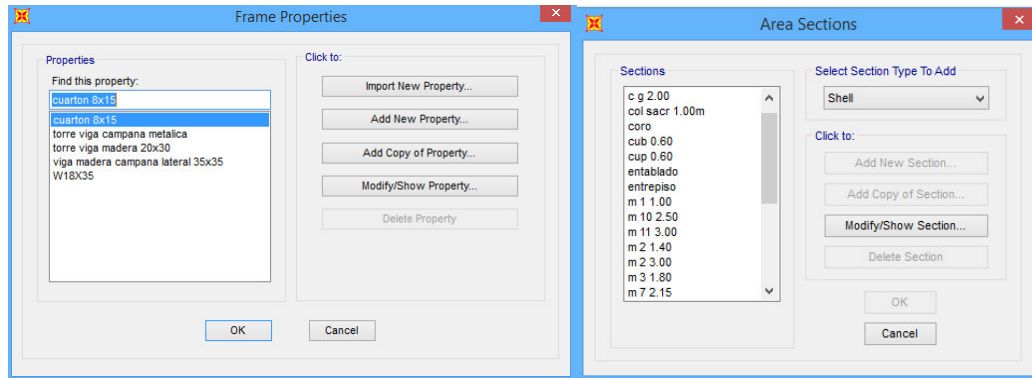 Frame Properties
Properties
Find this property:
cuarton 8x15
cuarton 8x15
torre viga campana metalica
torre viga madera 20x30
viga madera campana lateral 35x35
W18X35
Click to:
Import New Property...
Add New Property...
Add Copy of Property...
Modify/Show Property...
Delete Property
OK
Cancel
Area Sections
Sections
c g 2.00
col sacr 1.00m
coro
cub 0.60
cup 0.60
entablado
entrepiso
m 1 1.00
m 10 2.50
m 11 3.00
m 2 1.40
m 2 3.00
m 3 1.80
m 7 2.15
Select Section Type To Add
Shell
Click to:
Add New Section...
Add Copy of Section...
Modify/Show Section...
Delete Section
OK
Cancel